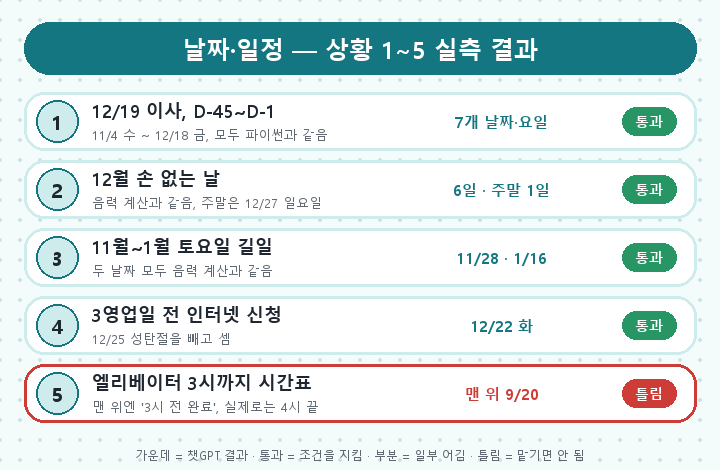 날짜·일정 — 상황 1~5 실측 결과
1
12/19 이사, D-45~D-1
11/4 수 ~ 12/18 금, 모두 파이썬과 같음
7개 날짜·요일
통과
2
12월 손 없는 날
음력 계산과 같음, 주말은 12/27 일요일
6일 · 주말 1일
통과
3
11월~1월 토요일 길일
두 날짜 모두 음력 계산과 같음
11/28 · 1/16
통과
4
3영업일 전 인터넷 신청
12/25 성탄절을 빼고 셈
12/22 화
통과
5
엘리베이터 3시까지 시간표
맨 위엔 '3시 전 완료', 실제로는 4시 끝
맨 위 9/20
틀림
가운데 = 챗GPT 결과 · 통과 = 조건을 지킴 · 부분 = 일부 어김 · 틀림 = 맡기면 안 됨